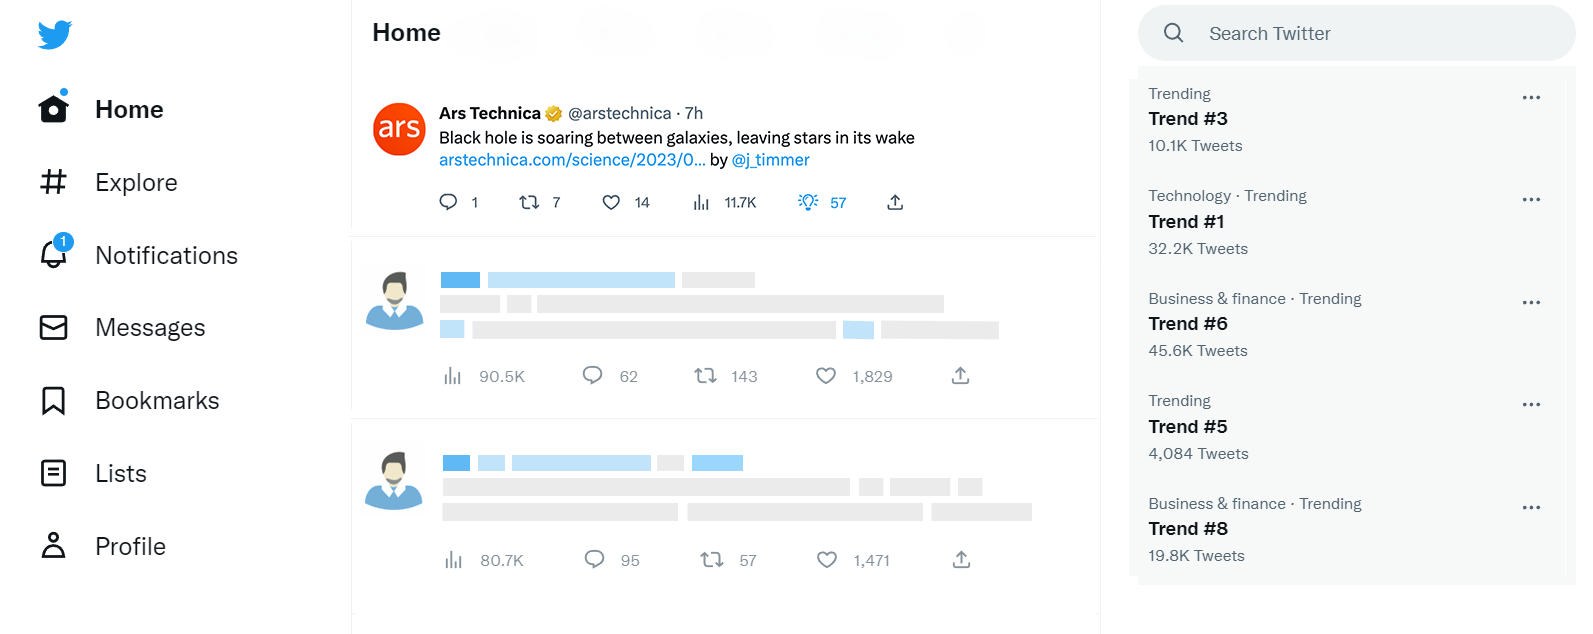 Home
Explore
1
Notifications
Messages
Bookmarks
Lists
Profile
Home
ars
Ars Technica @arstechnica · 7h
Black hole is soaring between galaxies, leaving stars in its wake
arstechnica.com/science/2023/0... by @j_timmer
1 7 14 11.7K 57
90.5K 62 143 1,829
80.7K 95 57 1,471
Search Twitter
Trending
Trend #3
10.1K Tweets
Technology · Trending
Trend #1
32.2K Tweets
Business & finance · Trending
Trend #6
45.6K Tweets
Trending
Trend #5
4,084 Tweets
Business & finance · Trending
Trend #8
19.8K Tweets